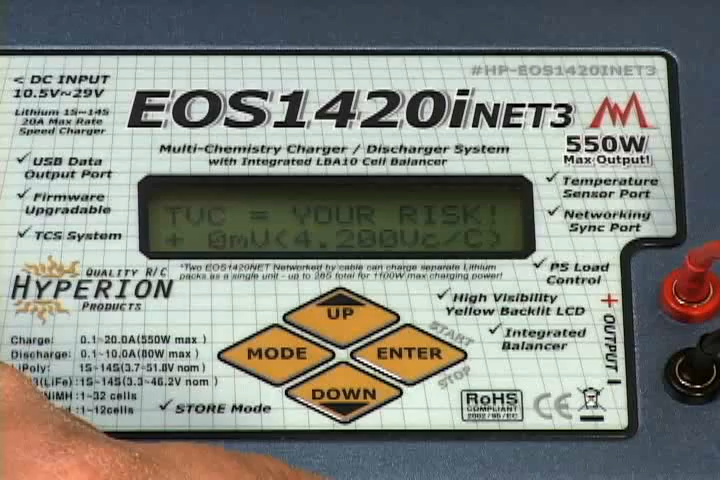 < DC INPUT
10.5V~29V
Lithium 1S~14S
20A Max Rate
Speed Charger
✓ USB Data
Output Port
✓ Firmware
Upgradable
✓ TCS System
#HP-EOS1420INET3
EOS1420iNET3
Multi-Chemistry Charger / Discharger System
with Integrated LBA10 Cell Balancer
550W
Max Output!
✓ Temperature
Sensor Port
✓ Networking
Sync Port
✓ PS Load
Control
TVC = YOUR RISK!
+ 0mV(4.200Vc/C)
*Two EOS1420NET Networked by cable can charge separate Lithium
packs as a single unit - up to 28S total for 1100W max charging power!
QUALITY R/C
HYPERION
PRODUCTS
✓ High Visibility
Yellow Backlit LCD
✓ Integrated
Balancer
UP
MODE
ENTER
DOWN
START
STOP
+ OUTPUT -
Charge: 0.1~20.0A(550W max)
Discharge: 0.1~10.0A(80W max)
LiPoly: 1S~14S(3.7~51.8V nom)
(LiFe): 1S~14S(3.3~46.2V nom)
NiMH: 1~32 cells
1~12cells
✓ STORE Mode
RoHS
COMPLIANT
2002/95/EC
CE